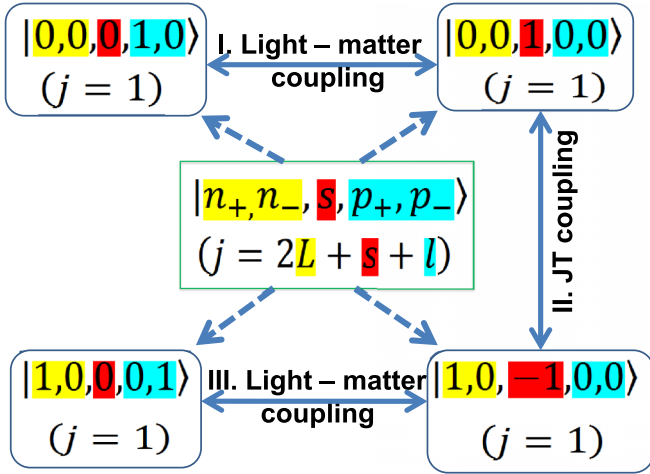 |0,0,0,1,0⟩
(j = 1)
I. Light – matter
coupling
|0,0,1,0,0⟩
(j = 1)
|n₊,n₋,s,p₊,p₋⟩
(j = 2L + s + l)
II. JT coupling
|1,0,0,0,1⟩
(j = 1)
III. Light – matter
coupling
|1,0,−1,0,0⟩
(j = 1)